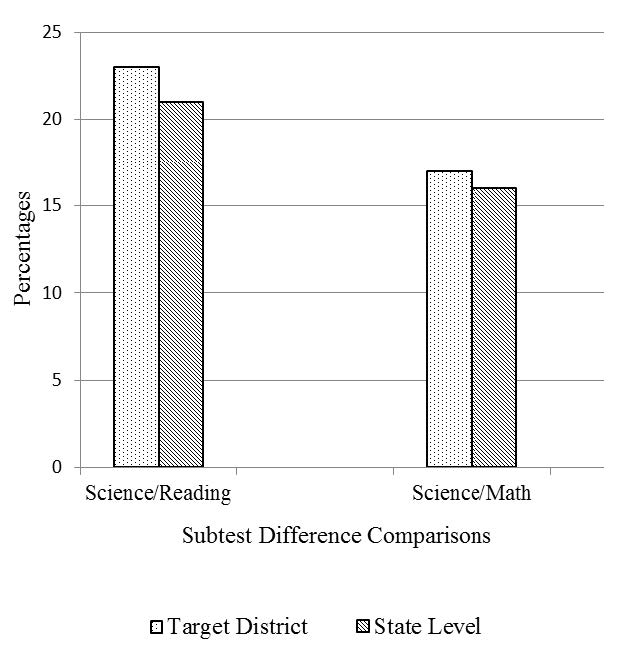 25
20
15
10
5
0
Percentages
Science/Reading Science/Math
Subtest Difference Comparisons
Target District State Level